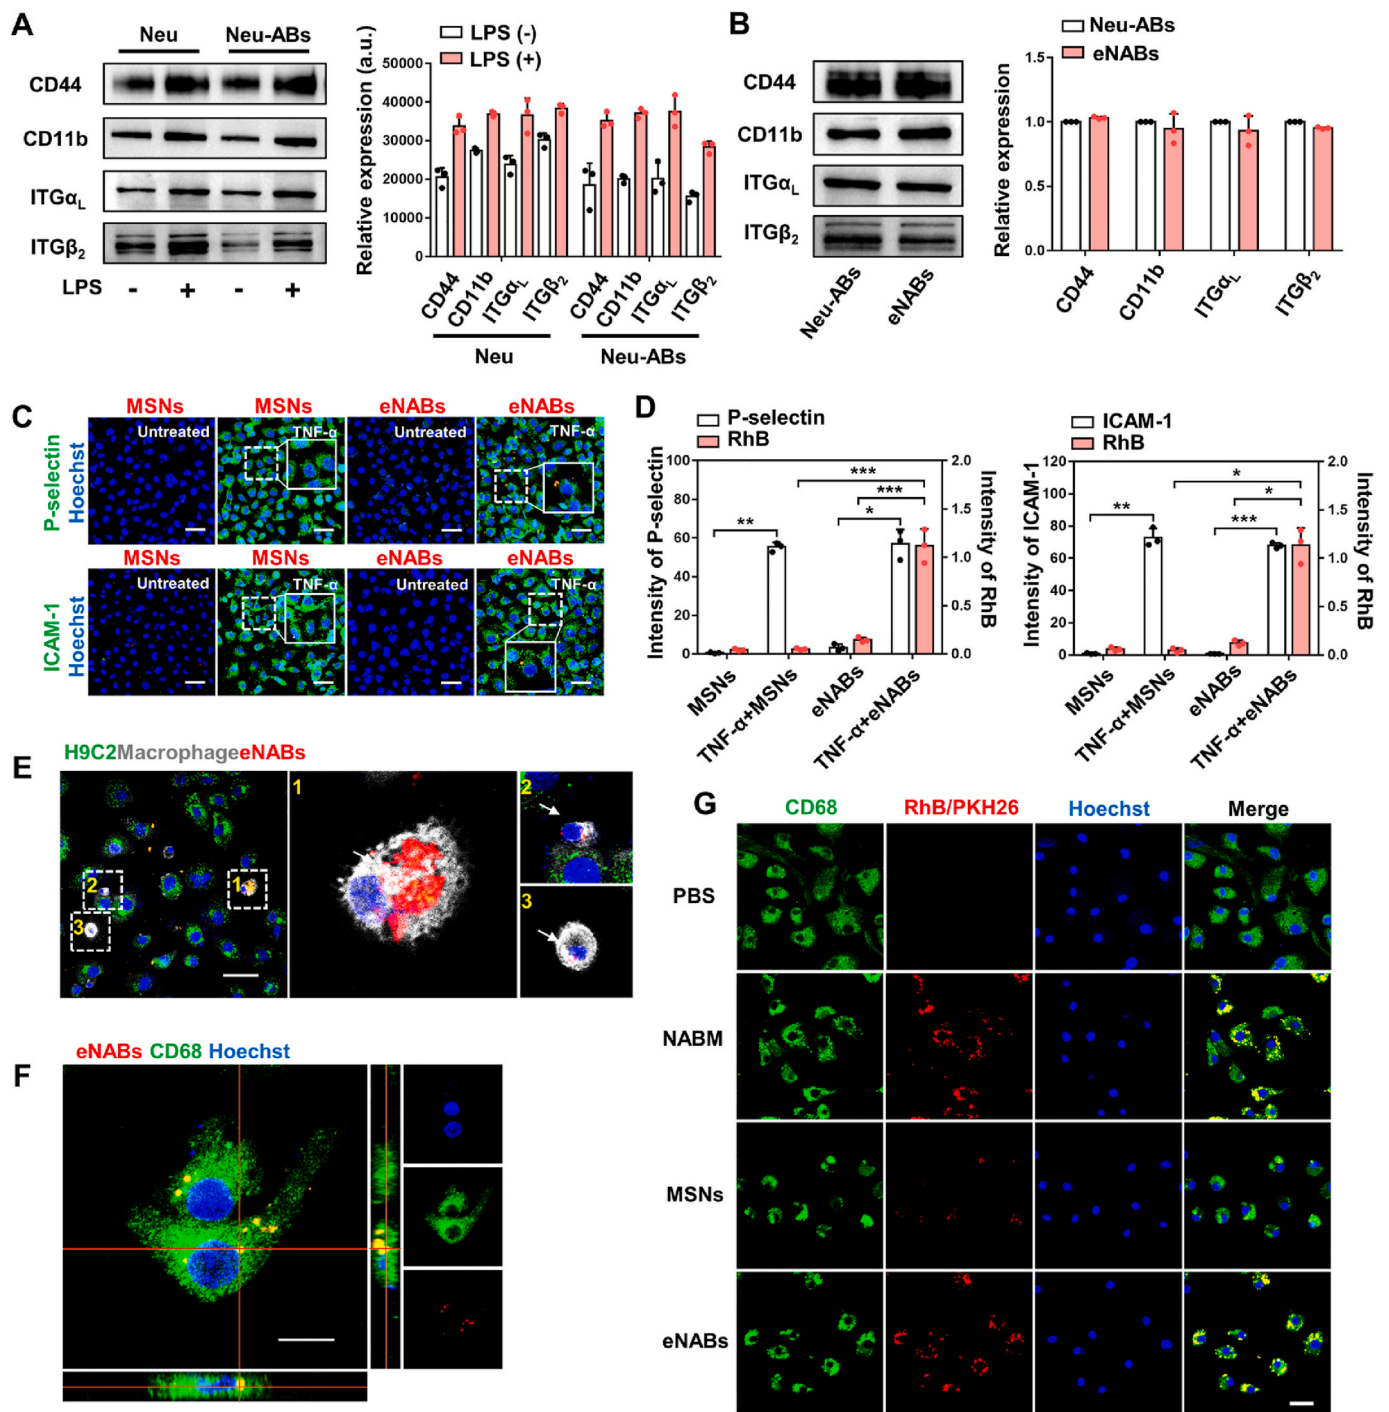 A
Neu
Neu-ABs
CD44
CD11b
ITGαL
ITGβ2
LPS
-
+
-
+
LPS (-)
LPS (+)
Relative expression (a.u.)
50000
40000
30000
20000
10000
0
CD44
CD11b
ITGαL
ITGβ2
CD44
CD11b
ITGαL
ITGβ2
Neu
Neu-ABs
B
CD44
CD11b
ITGαL
ITGβ2
Neu-ABs
eNABs
Neu-ABs
eNABs
Relative expression
1.5
1.0
0.5
0.0
CD44
CD11b
ITGαL
ITGβ2
C
MSNs
MSNs
eNABs
eNABs
P-selectin
Hoechst
Untreated
TNF-α
Untreated
TNF-α
MSNs
MSNs
eNABs
eNABs
ICAM-1
Hoechst
Untreated
TNF-α
Untreated
TNF-α
D
P-selectin
RhB
Intensity of P-selectin
100
80
60
40
20
0
**
***
***
*
2.0
1.5
1.0
0.5
0.0
Intensity of RhB
MSNs
TNF-α+MSNs
eNABs
TNF-α+eNABs
ICAM-1
RhB
Intensity of ICAM-1
120
100
80
60
40
20
0
**
*
*
***
2.0
1.5
1.0
0.5
0.0
Intensity of RhB
MSNs
TNF-α+MSNs
eNABs
TNF-α+eNABs
E
H9C2MacrophageeNABs
1
2
3
1
2
3
F
eNABs CD68 Hoechst
G
CD68
RhB/PKH26
Hoechst
Merge
PBS
NABM
MSNs
eNABs